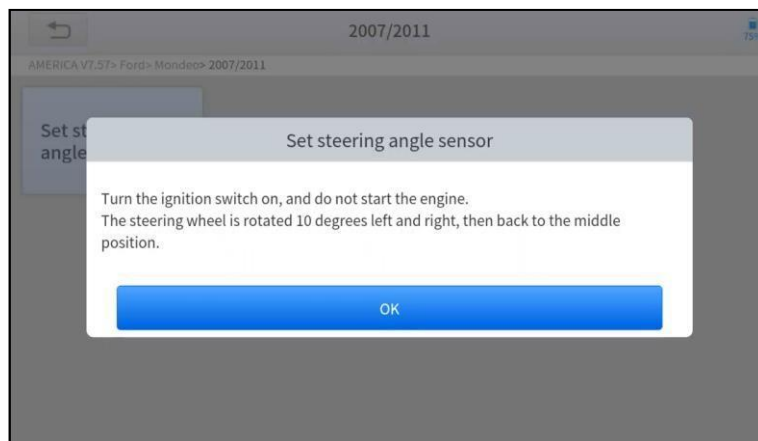 2007/2011
75%
AMERICA V7.57> Ford> Mondeo> 2007/2011
Set st
angle
Set steering angle sensor
Turn the ignition switch on, and do not start the engine.
The steering wheel is rotated 10 degrees left and right, then back to the middle
position.
OK